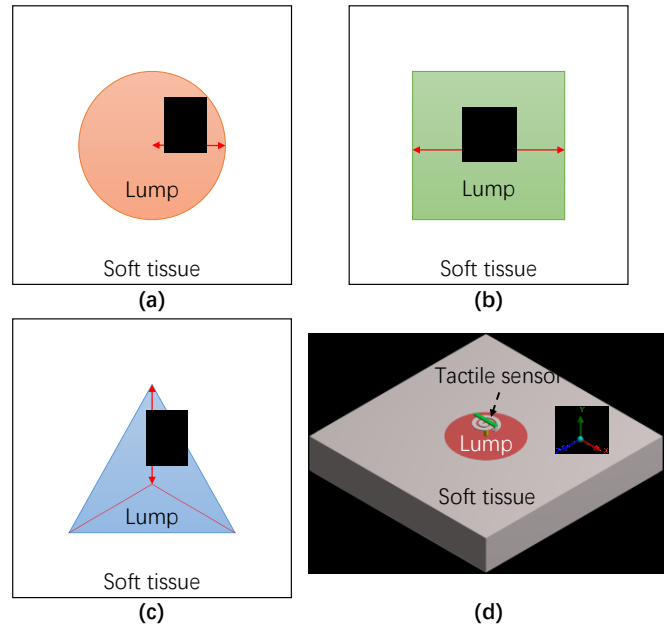 Lump
Soft tissue
(a)
Lump
Soft tissue
(b)
Lump
Soft tissue
(c)
Tactile sensor
Lump
Y
X
Soft tissue
(d)